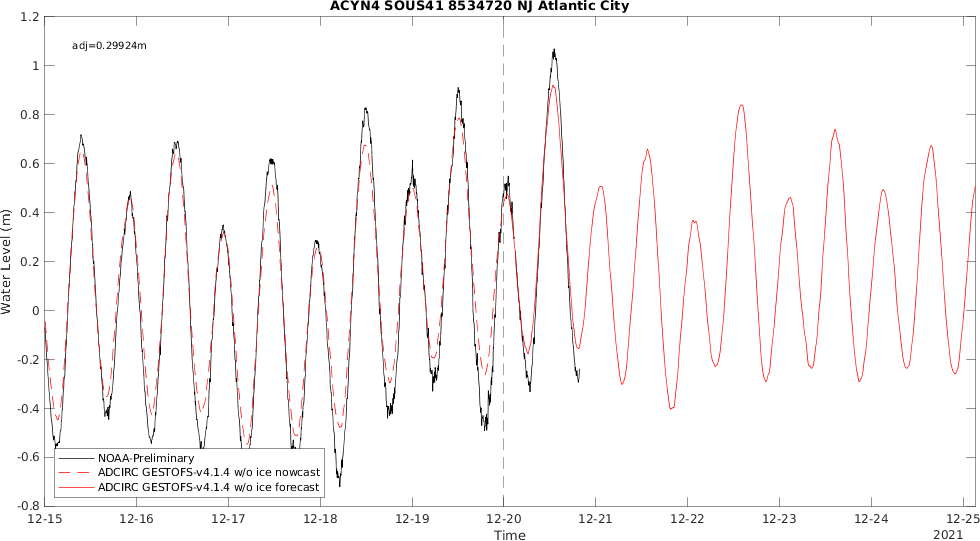 ACYN4 SOUS41 8534720 NJ Atlantic City
adj=0.29924m
1.2
1
0.8
0.6
0.4
0.2
0
-0.2
-0.4
-0.6
-0.8
Water Level (m)
NOAA-Preliminary
ADCIRC GESTOFS-v4.1.4 w/o ice nowcast
ADCIRC GESTOFS-v4.1.4 w/o ice forecast
12-15 12-16 12-17 12-18 12-19 12-20 12-21 12-22 12-23 12-24 12-25
Time
2021